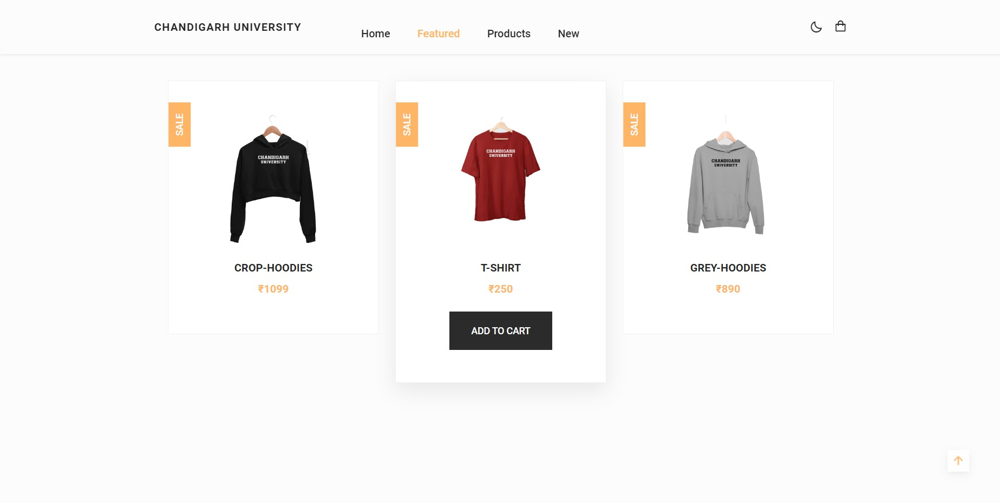 CHANDIGARH UNIVERSITY
Home
Featured
Products
New
SALE
CHANDIGARH
UNIVERSITY
CROP-HOODIES
₹1099
SALE
CHANDIGARH
UNIVERSITY
T-SHIRT
₹250
ADD TO CART
SALE
CHANDIGARH
UNIVERSITY
GREY-HOODIES
₹890